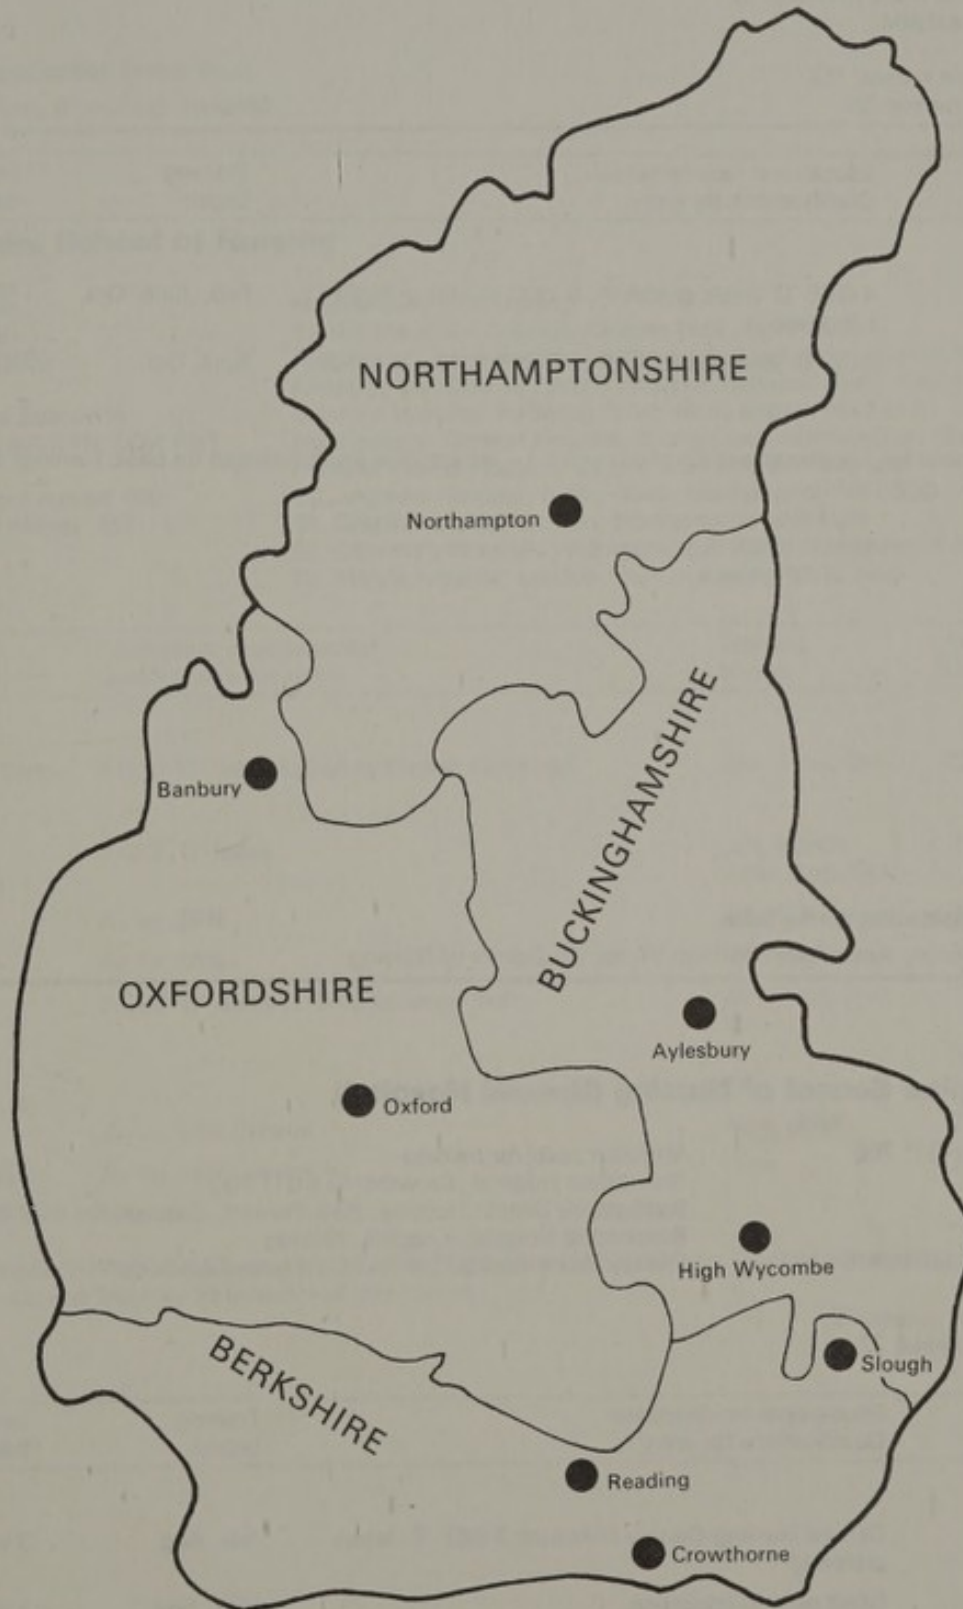 NORTHAMPTONSHIRE
Northampton
BUCKINGHAMSHIRE
Banbury
OXFORDSHIRE
Aylesbury
Oxford
High Wycombe
BERKSHIRE
Slough
Reading
Crowthorne